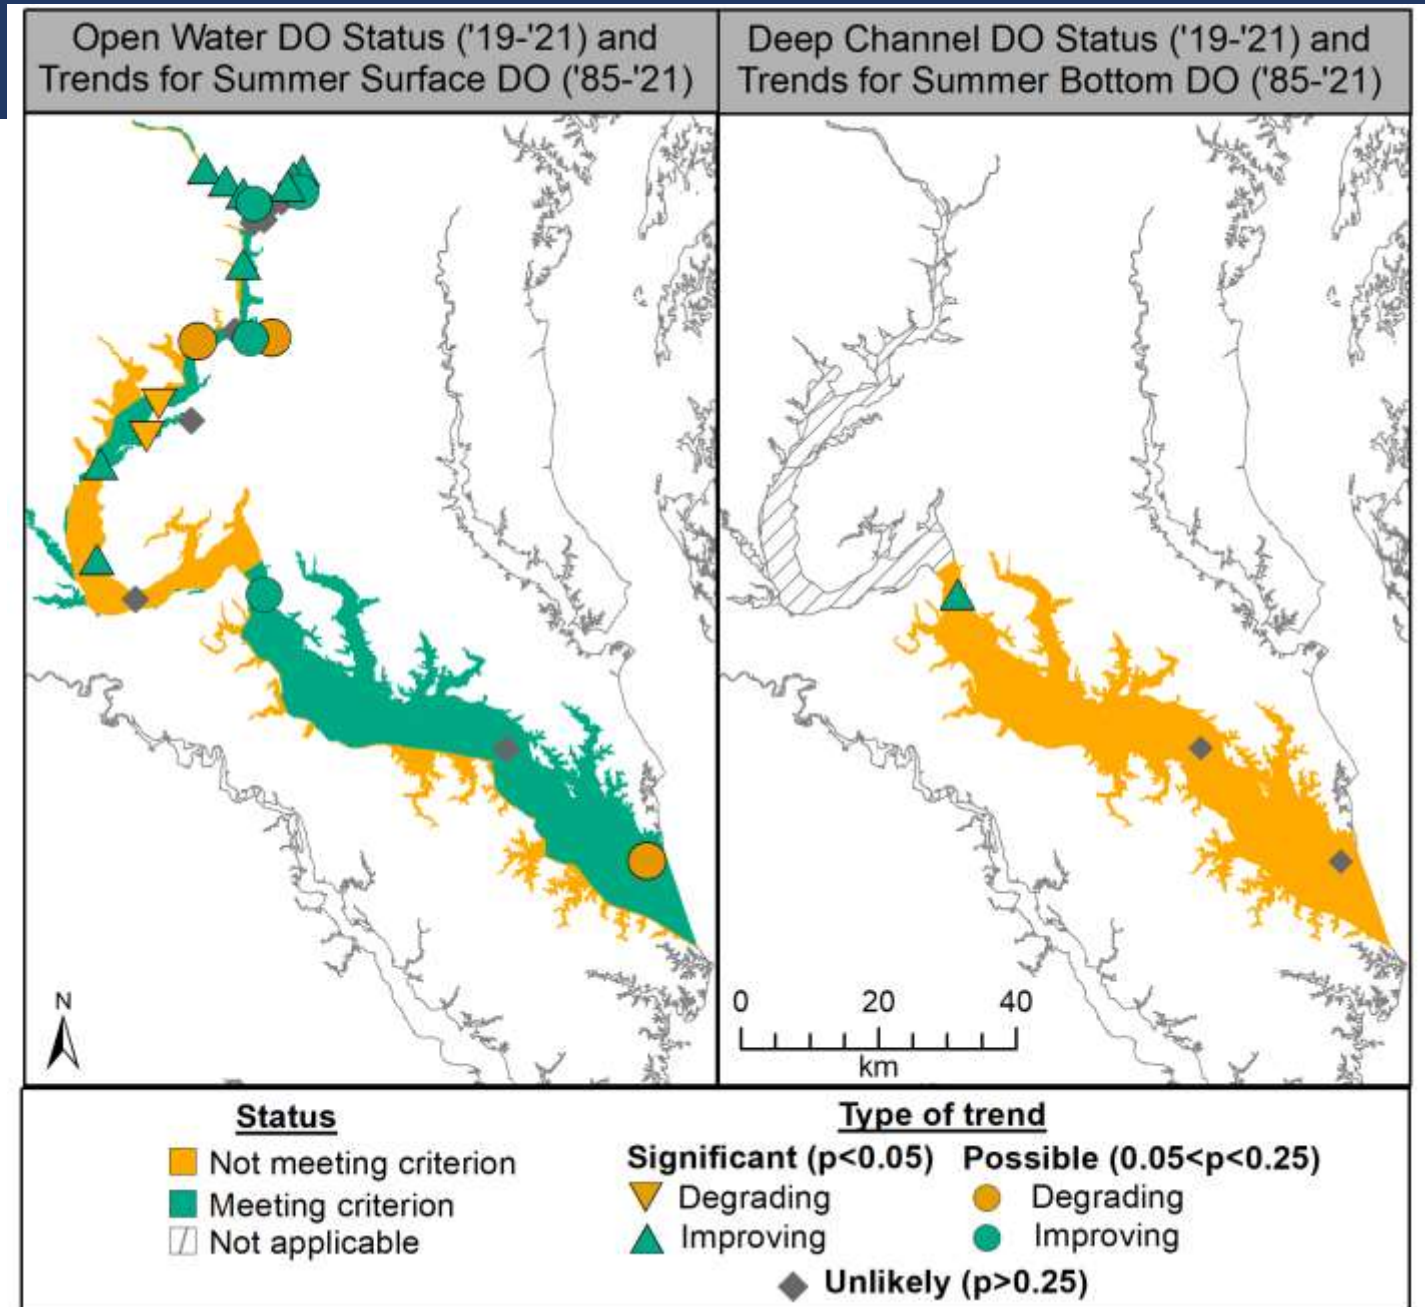 Open Water DO Status ('19-'21) and
Trends for Summer Surface DO ('85-'21)
Deep Channel DO Status ('19-'21) and
Trends for Summer Bottom DO ('85-'21)
N
0 20 40
km
Status
Not meeting criterion
Meeting criterion
Not applicable
Type of trend
Significant (p<0.05)
Degrading
Improving
Possible (0.05<p<0.25)
Degrading
Improving
Unlikely (p>0.25)